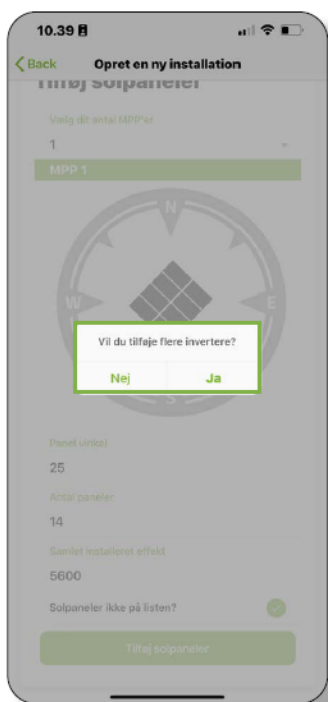 10.39
Back Opret en ny installation
Tilføj solpaneler
Vælg dit antal MPP'er
1
MPP 1
N
W E
Vil du tilføje flere invertere?
Nej Ja
S
Panel vinkel
25
Antal paneler
14
Samlet installeret effekt
5600
Solpaneler ikke på listen?
Tilføj solpaneler